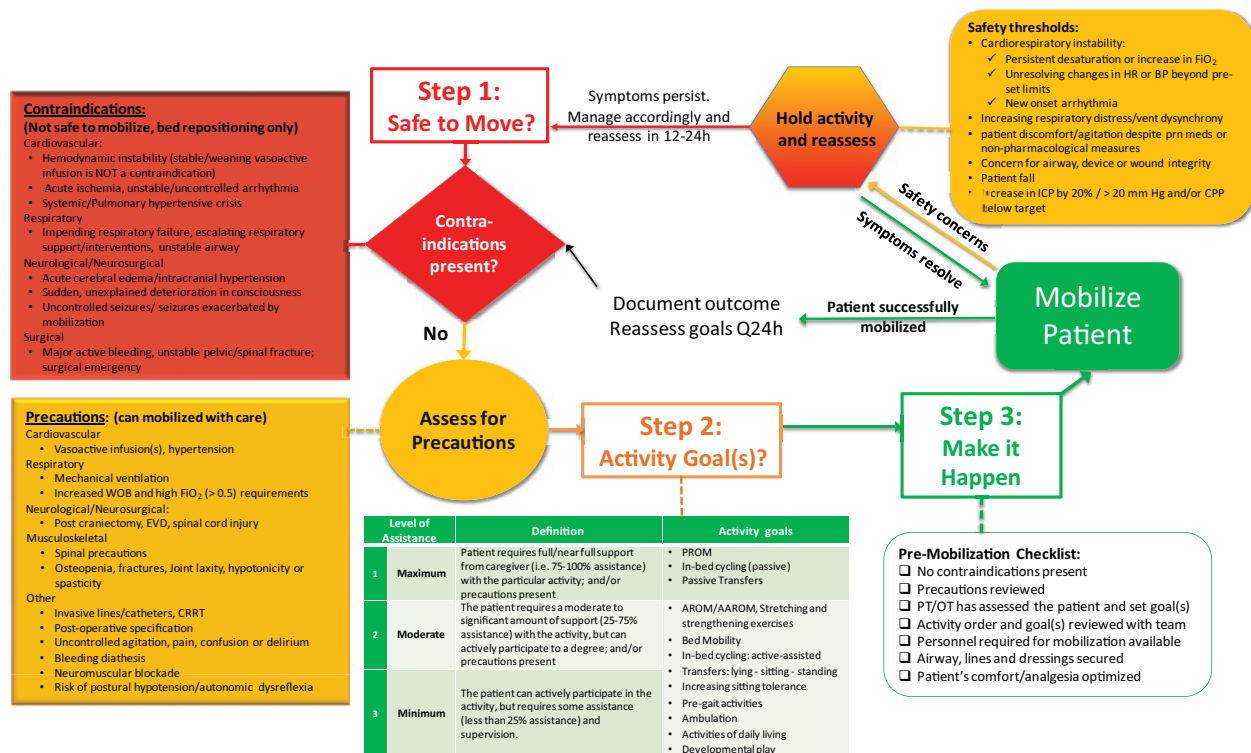 Contraindications:
(Not safe to mobilize, bed repositioning only)
Cardiovascular:
• Hemodynamic instability (stable/weaning vasoactive
infusion is NOT a contraindication)
• Acute ischemia, unstable/uncontrolled arrhythmia
• Systemic/Pulmonary hypertensive crisis
Respiratory
• Impending respiratory failure, escalating respiratory
support/interventions, unstable airway
Neurological/Neurosurgical
• Acute cerebral edema/intracranial hypertension
• Sudden, unexplained deterioration in consciousness
• Uncontrolled seizures/ seizures exacerbated by
mobilization
Surgical
• Major active bleeding, unstable pelvic/spinal fracture;
surgical emergency
Step 1:
Safe to Move?
Symptoms persist.
Manage accordingly and
reassess in 12-24h
Hold activity
and reassess
Safety thresholds:
• Cardiorespiratory instability:
✓ Persistent desaturation or increase in FiO₂
✓ Unresolving changes in HR or BP beyond pre-
set limits
✓ New onset arrhythmia
• Increasing respiratory distress/vent dysynchrony
• patient discomfort/agitation despite prn meds or
non-pharmacological measures
• Concern for airway, device or wound integrity
• Patient fall
• Increase in ICP by 20% / > 20 mm Hg and/or CPP
below target
Contra-
indications
present?
Safety concerns
Symptoms resolve
Document outcome
Reassess goals Q24h
Patient successfully
mobilized
Mobilize
Patient
No
Precautions: (can mobilized with care)
Cardiovascular
• Vasoactive infusion(s), hypertension
Respiratory
• Mechanical ventilation
• Increased WOB and high FiO₂ (> 0.5) requirements
Neurological/Neurosurgical:
• Post craniectomy, EVD, spinal cord injury
Musculoskeletal
• Spinal precautions
• Osteopenia, fractures, Joint laxity, hypotonicity or
spasticity
Other
• Invasive lines/catheters, CRRT
• Post-operative specification
• Uncontrolled agitation, pain, confusion or delirium
• Bleeding diathesis
• Neuromuscular blockade
• Risk of postural hypotension/autonomic dysreflexia
Assess for
Precautions
Step 2:
Activity Goal(s)?
Step 3:
Make it
Happen
Level of
Assistance
Definition
Activity goals
1
Maximum
Patient requires full/near full support
from caregiver (i.e. 75-100% assistance)
with the particular activity; and/or
precautions present
• PROM
• In-bed cycling (passive)
• Passive Transfers
2
Moderate
The patient requires a moderate to
significant amount of support (25-75%
assistance) with the activity, but can
actively participate to a degree; and/or
precautions present
• AROM/AAROM, Stretching and
strengthening exercises
• Bed Mobility
• In-bed cycling: active-assisted
• Transfers: lying - sitting - standing
• Increasing sitting tolerance
• Pre-gait activities
• Ambulation
• Activities of daily living
• Developmental play
3
Minimum
The patient can actively participate in the
activity, but requires some assistance
(less than 25% assistance) and
supervision.
Pre-Mobilization Checklist:
❑ No contraindications present
❑ Precautions reviewed
❑ PT/OT has assessed the patient and set goal(s)
❑ Activity order and goal(s) reviewed with team
❑ Personnel required for mobilization available
❑ Airway, lines and dressings secured
❑ Patient's comfort/analgesia optimized